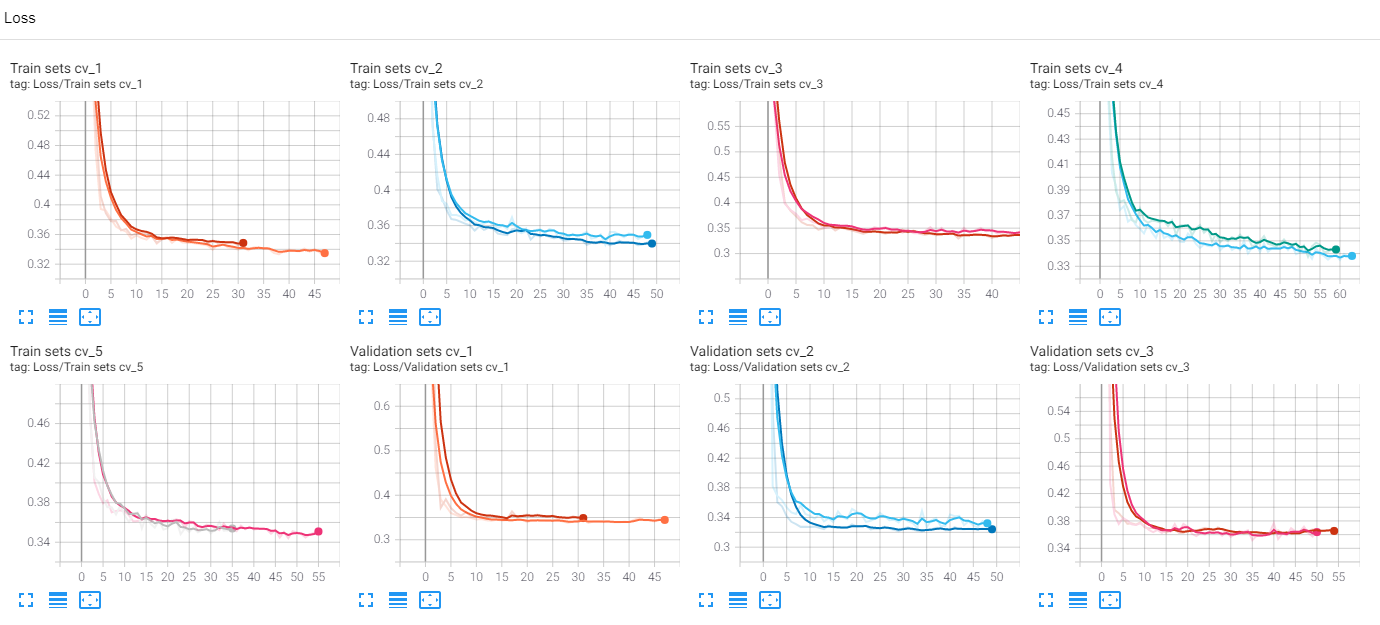 Loss
Train sets cv_1
tag: Loss/Train sets cv_1
0.52
0.48
0.44
0.4
0.36
0.32
0 5 10 15 20 25 30 35 40 45
Train sets cv_2
tag: Loss/Train sets cv_2
0.48
0.44
0.4
0.36
0.32
0 5 10 15 20 25 30 35 40 45 50
Train sets cv_3
tag: Loss/Train sets cv_3
0.55
0.5
0.45
0.4
0.35
0.3
0 5 10 15 20 25 30 35 40
Train sets cv_4
tag: Loss/Train sets cv_4
0.45
0.43
0.41
0.39
0.37
0.35
0.33
0 5 10 15 20 25 30 35 40 45 50 55 60
Train sets cv_5
tag: Loss/Train sets cv_5
0.46
0.42
0.38
0.34
0 5 10 15 20 25 30 35 40 45 50 55
Validation sets cv_1
tag: Loss/Validation sets cv_1
0.6
0.5
0.4
0.3
0 5 10 15 20 25 30 35 40 45
Validation sets cv_2
tag: Loss/Validation sets cv_2
0.5
0.46
0.42
0.38
0.34
0.3
0 5 10 15 20 25 30 35 40 45 50
Validation sets cv_3
tag: Loss/Validation sets cv_3
0.54
0.5
0.46
0.42
0.38
0.34
0 5 10 15 20 25 30 35 40 45 50 55